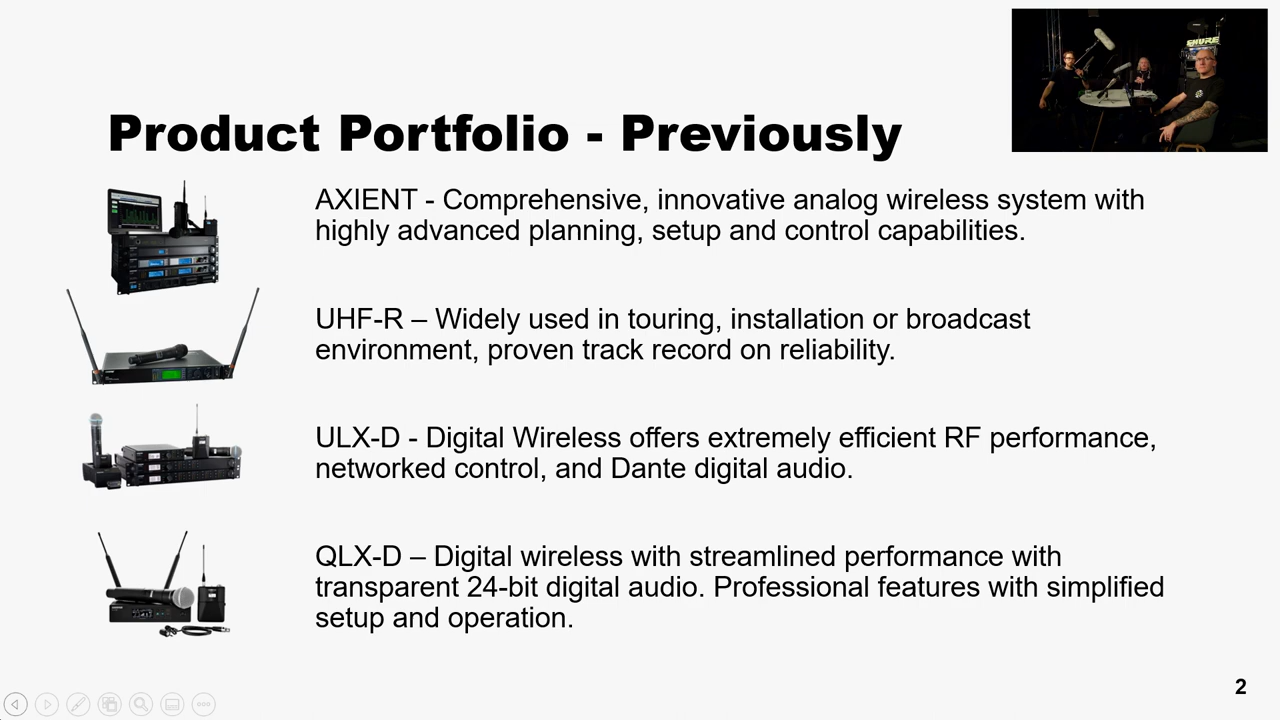 SHURE
Product Portfolio - Previously
AXIENT - Comprehensive, innovative analog wireless system with
highly advanced planning, setup and control capabilities.
UHF-R – Widely used in touring, installation or broadcast
environment, proven track record on reliability.
ULX-D - Digital Wireless offers extremely efficient RF performance,
networked control, and Dante digital audio.
QLX-D – Digital wireless with streamlined performance with
transparent 24-bit digital audio. Professional features with simplified
setup and operation.
2